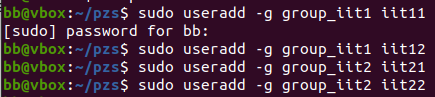 bb@vbox:~/pzs$ sudo useradd -g group_iit1 iit11
[sudo] password for bb:
bb@vbox:~/pzs$ sudo useradd -g group_iit1 iit12
bb@vbox:~/pzs$ sudo useradd -g group_iit2 iit21
bb@vbox:~/pzs$ sudo useradd -g group_iit2 iit22